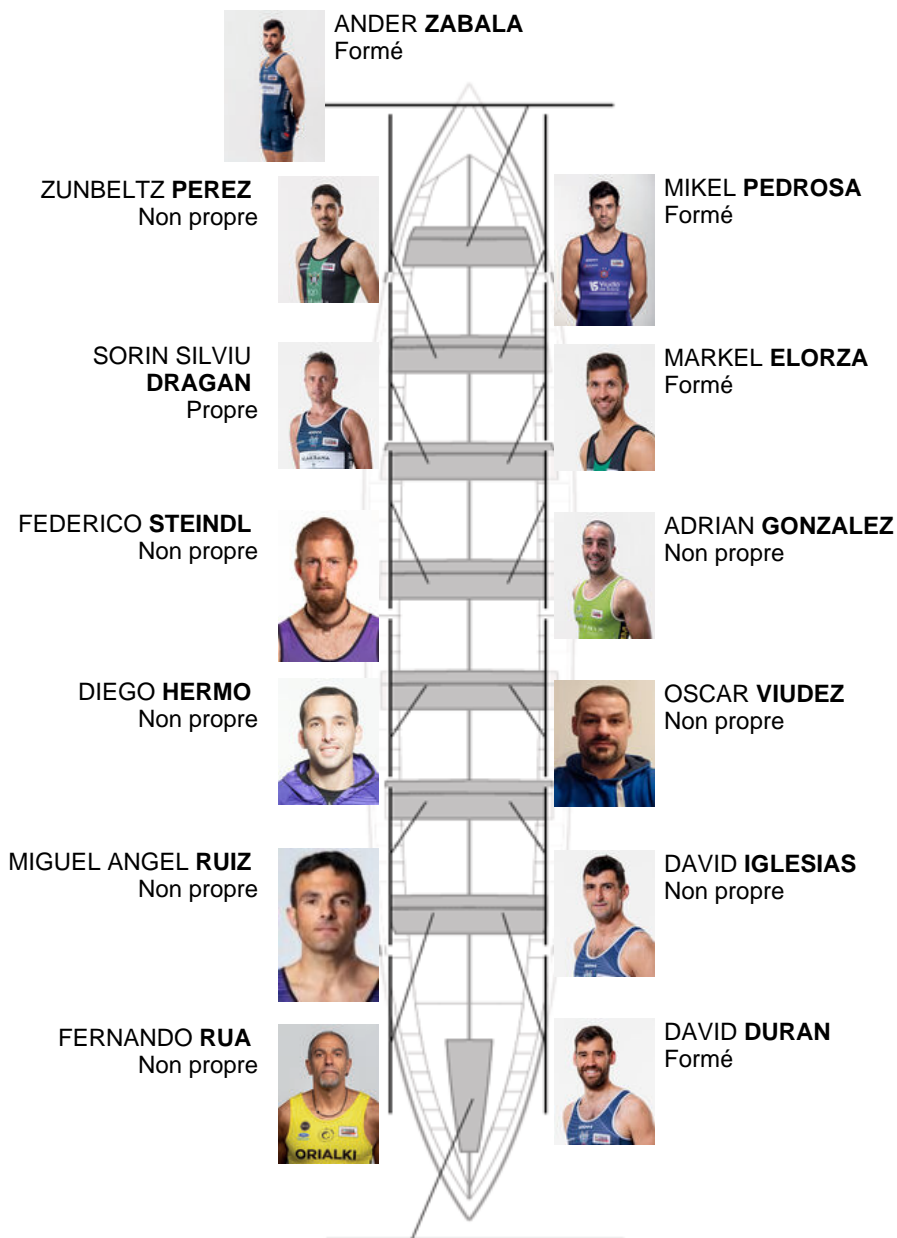 ANDER ZABALA
Formé
ZUNBELTZ PEREZ
Non propre
MIKEL PEDROSA
Formé
SORIN SILVIU
DRAGAN
Propre
MARKEL ELORZA
Formé
FEDERICO STEINDL
Non propre
ADRIAN GONZALEZ
Non propre
DIEGO HERMO
Non propre
OSCAR VIUDEZ
Non propre
MIGUEL ANGEL RUIZ
Non propre
DAVID IGLESIAS
Non propre
FERNANDO RUA
Non propre
ORIALKI
DAVID DURAN
Formé